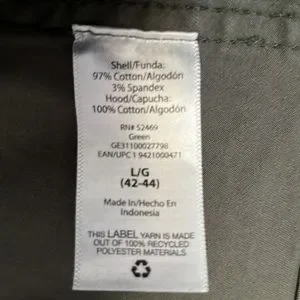 Shell/Funda:
97% Cotton/Algodón
3% Spandex
Hood/Capucha:
100% Cotton/Algodón
RN# 52469
Green
GE31100027798
EAN/UPC 1 9421000471
L/G
(42-44)
Made In/Hecho En
Indonesia
THIS LABEL YARN IS MADE
OUT OF 100% RECYCLED
POLYESTER MATERIALS